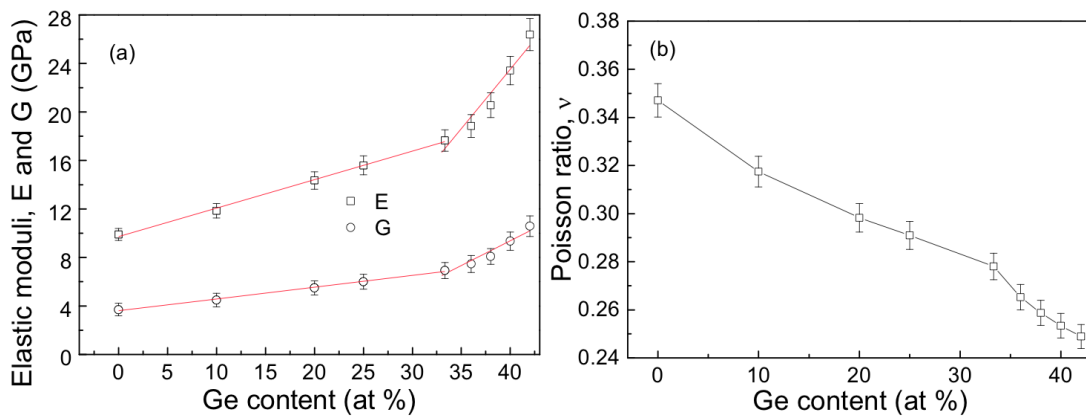 Elastic moduli, E and G (GPa)
28
24
20
16
12
8
4
0
(a)
E
G
0 5 10 15 20 25 30 35 40
Ge content (at %)
Poisson ratio, ν
0.38
0.36
0.34
0.32
0.30
0.28
0.26
0.24
(b)
0 10 20 30 40
Ge content (at %)